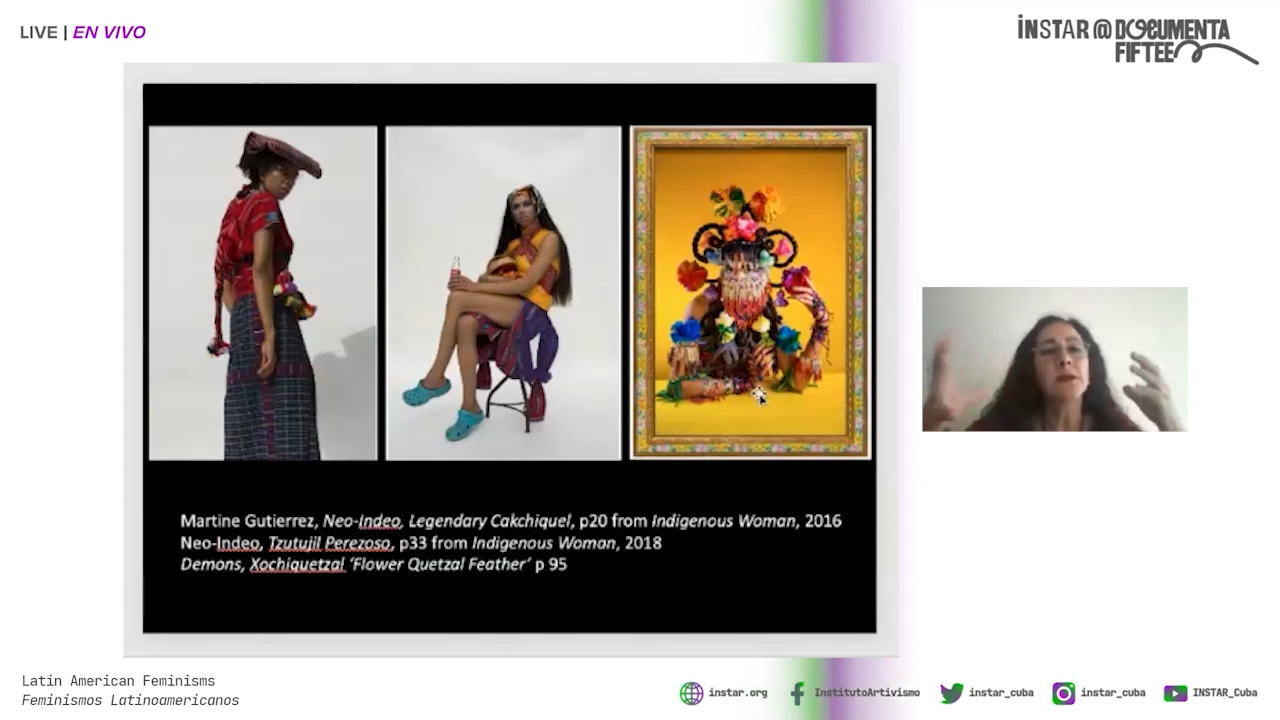 LIVE | EN VIVO
INSTAR @ DOCUMENTA
FIFTEEN
Martine Gutierrez, Neo-Indeo, Legendary Cakchiquel, p20 from Indigenous Woman, 2016
Neo-Indeo, Tzutujil Perezoso, p33 from Indigenous Woman, 2018
Demons, Xochiquetzal ‘Flower Quetzal Feather’ p 95
Latin American Feminisms
Feminismos Latinoamericanos
instar.org
InstitutoArtivismo
instar_cuba
instar_cuba
INSTAR_Cuba